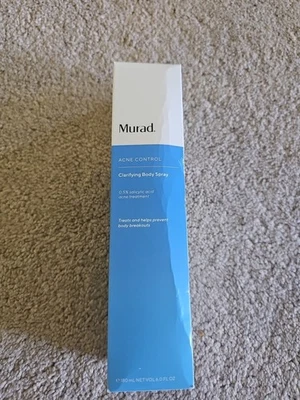 Murad.
ACNE CONTROL
Clarifying Body Spray
0.5% salicylic acid
acne treatment
Treats and helps prevent
body breakouts